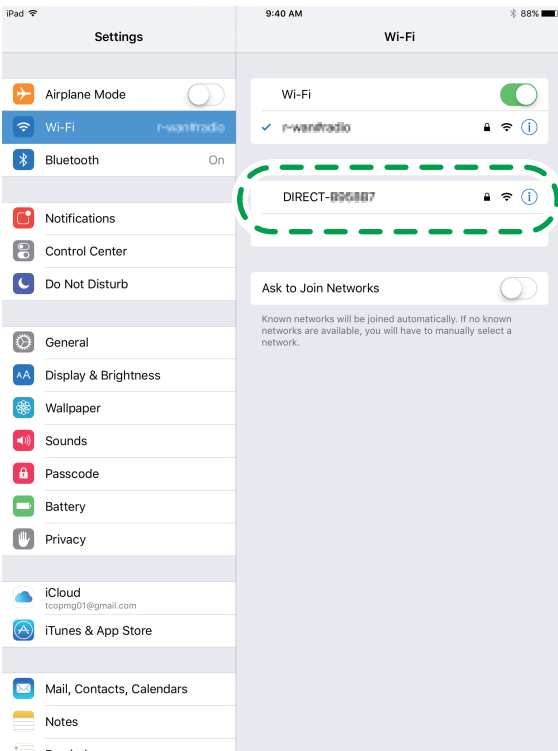 iPad
9:40 AM
88%
Settings
Wi-Fi
Airplane Mode
Wi-Fi
Bluetooth
On
Notifications
Control Center
Do Not Disturb
General
Display & Brightness
Wallpaper
Sounds
Passcode
Battery
Privacy
iCloud
tcopmg01@gmail.com
iTunes & App Store
Mail, Contacts, Calendars
Notes
Wi-Fi
DIRECT-
Ask to Join Networks
Known networks will be joined automatically. If no known
networks are available, you will have to manually select a
network.